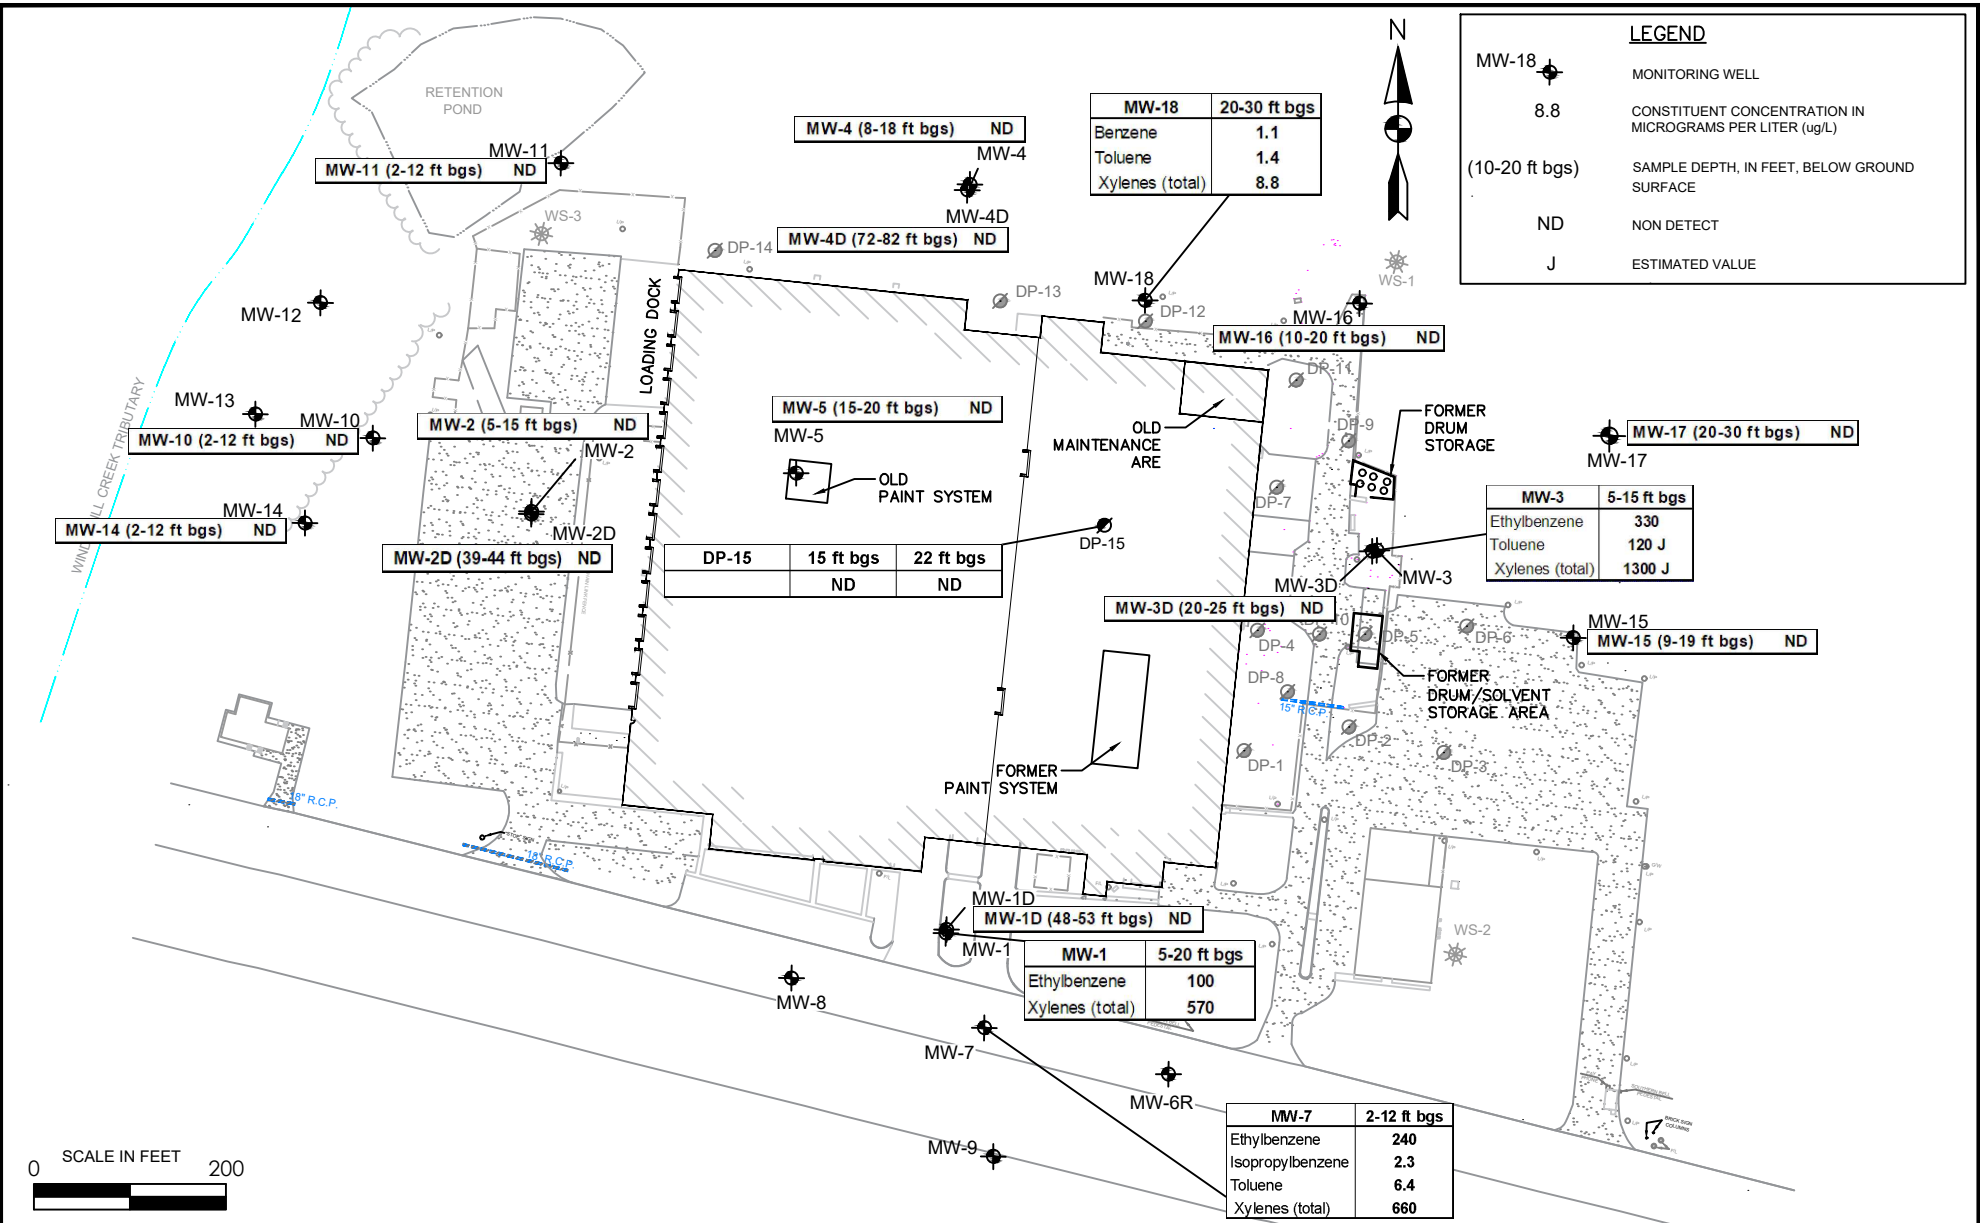 LEGEND
MW-18 MONITORING WELL
8.8 CONSTITUENT CONCENTRATION IN
MICROGRAMS PER LITER (ug/L)
(10-20 ft bgs) SAMPLE DEPTH, IN FEET, BELOW GROUND
SURFACE
ND NON DETECT
J ESTIMATED VALUE
N
RETENTION
POND
MW-11
MW-11 (2-12 ft bgs) ND
MW-4 (8-18 ft bgs) ND
MW-4
MW-4D
MW-4D (72-82 ft bgs) ND
MW-18 20-30 ft bgs
Benzene 1.1
Toluene 1.4
Xylenes (total) 8.8
WS-3
DP-14
DP-13
MW-18
DP-12
WS-1
MW-16
MW-16 (10-20 ft bgs) ND
MW-12
LOADING DOCK
DP-11
MW-13
MW-10
MW-10 (2-12 ft bgs) ND
MW-2 (5-15 ft bgs) ND
MW-2
MW-5 (15-20 ft bgs) ND
MW-5
OLD
PAINT SYSTEM
OLD
MAINTENANCE
ARE
DP-9
FORMER
DRUM
STORAGE
MW-17 (20-30 ft bgs) ND
MW-17
DP-7
MW-14
MW-14 (2-12 ft bgs) ND
CREEK TRIBUTARY
MW-2D
MW-2D (39-44 ft bgs) ND
DP-15
DP-15 15 ft bgs 22 ft bgs
ND ND
MW-3 5-15 ft bgs
Ethylbenzene 330
Toluene 120 J
Xylenes (total) 1300 J
MW-3D
MW-3
MW-3D (20-25 ft bgs) ND
MW-15
MW-15 (9-19 ft bgs) ND
DP-4
DP-5
DP-6
DP-8
15" R.C.P.
FORMER
DRUM/SOLVENT
STORAGE AREA
DP-2
DP-1
DP-3
FORMER
PAINT SYSTEM
18" R.C.P.
18" R.C.P.
MW-1D
MW-1D (48-53 ft bgs) ND
MW-1
MW-1 5-20 ft bgs
Ethylbenzene 100
Xylenes (total) 570
WS-2
MW-8
MW-7
MW-6R
MW-9
MW-7 2-12 ft bgs
Ethylbenzene 240
Isopropylbenzene 2.3
Toluene 6.4
Xylenes (total) 660
BRICK SIGN
COLUMNS
SCALE IN FEET
0 200